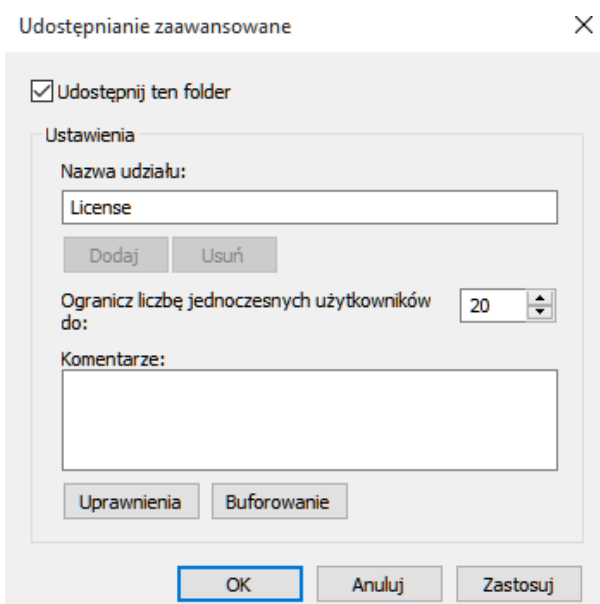 Udostępnianie zaawansowane
Udostępnij ten folder
Ustawienia
Nazwa udziału:
License
Dodaj Usuń
Ogranicz liczbę jednoczesnych użytkowników
do:
20
Komentarze:
Uprawnienia Buforowanie
OK Anuluj Zastosuj